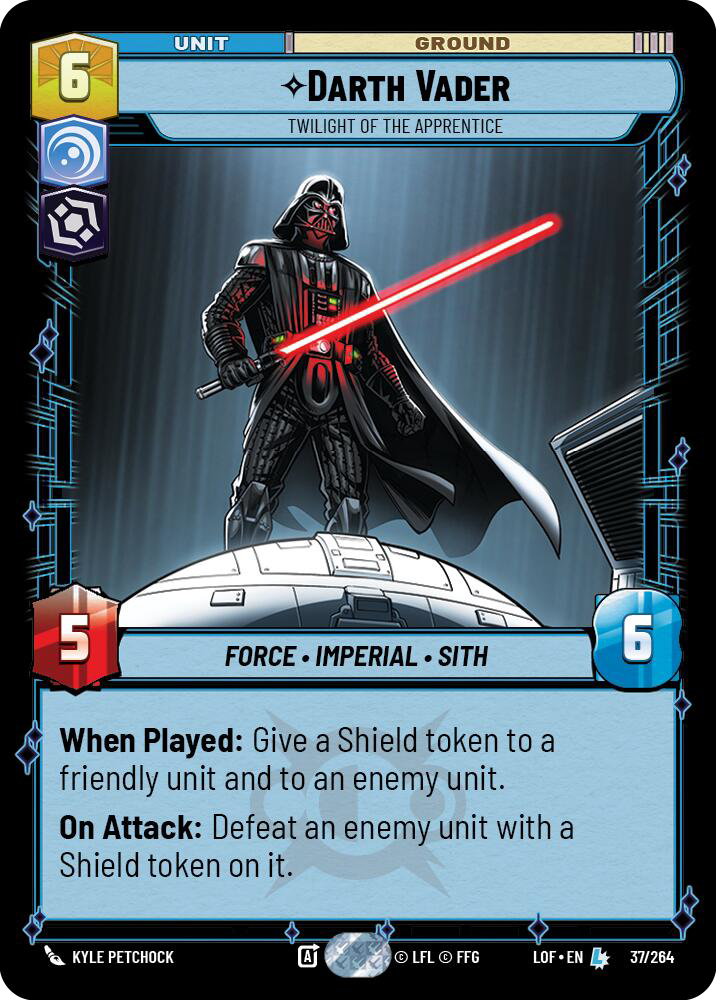 UNIT
GROUND
6
✧DARTH VADER
TWILIGHT OF THE APPRENTICE
5
FORCE • IMPERIAL • SITH
6
When Played: Give a Shield token to a
friendly unit and to an enemy unit.
On Attack: Defeat an enemy unit with a
Shield token on it.
KYLE PETCHOCK
A
© LFL © FFG
LOF • EN
L
37/264